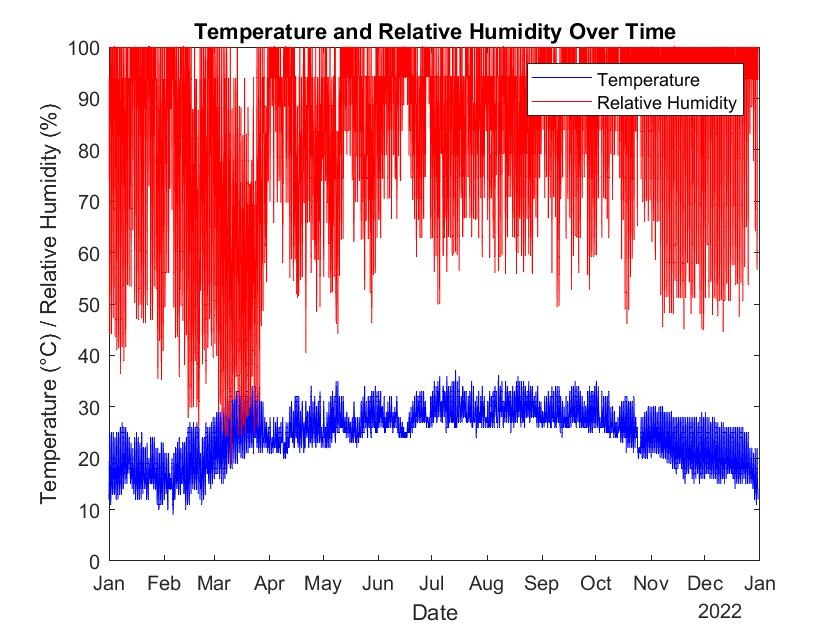 Temperature and Relative Humidity Over Time
Temperature (°C) / Relative Humidity (%)
100
90
80
70
60
50
40
30
20
10
0
Temperature
Relative Humidity
Jan Feb Mar Apr May Jun Jul Aug Sep Oct Nov Dec Jan
Date
2022